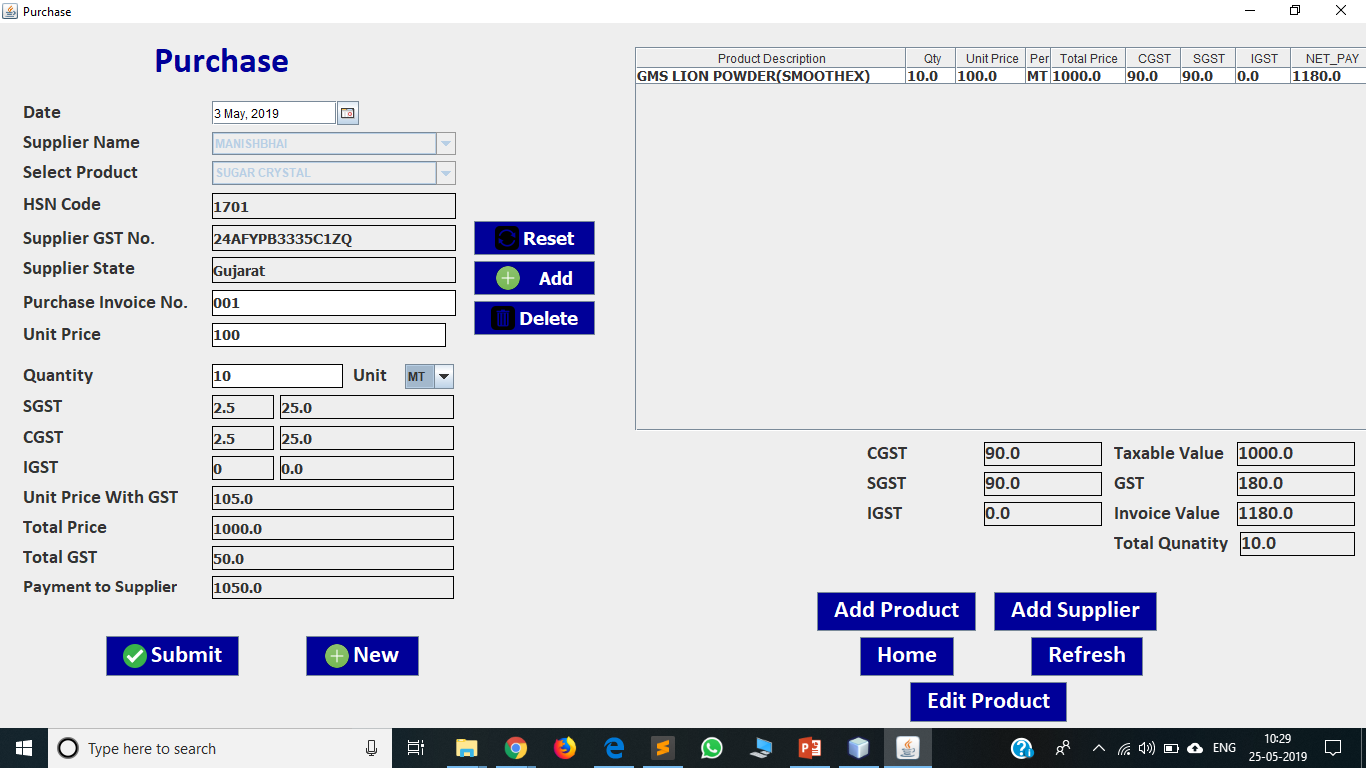 Purchase
Purchase
Date 3 May, 2019
Supplier Name MANISHBHAI
Select Product SUGAR CRYSTAL
HSN Code 1701
Supplier GST No. 24AFYPB3335C1ZQ
Supplier State Gujarat
Purchase Invoice No. 001
Unit Price 100
Quantity 10 Unit MT
SGST 2.5 25.0
CGST 2.5 25.0
IGST 0 0.0
Unit Price With GST 105.0
Total Price 1000.0
Total GST 50.0
Payment to Supplier 1050.0
Submit New
Reset
Add
Delete
Product Description Qty Unit Price Per Total Price CGST SGST IGST NET_PAY
GMS LION POWDER(SMOOTHEX) 10.0 100.0 MT 1000.0 90.0 90.0 0.0 1180.0
CGST 90.0 Taxable Value 1000.0
SGST 90.0 GST 180.0
IGST 0.0 Invoice Value 1180.0
Total Qunatity 10.0
Add Product Add Supplier
Home Refresh
Edit Product
Type here to search
ENG
10:29
25-05-2019